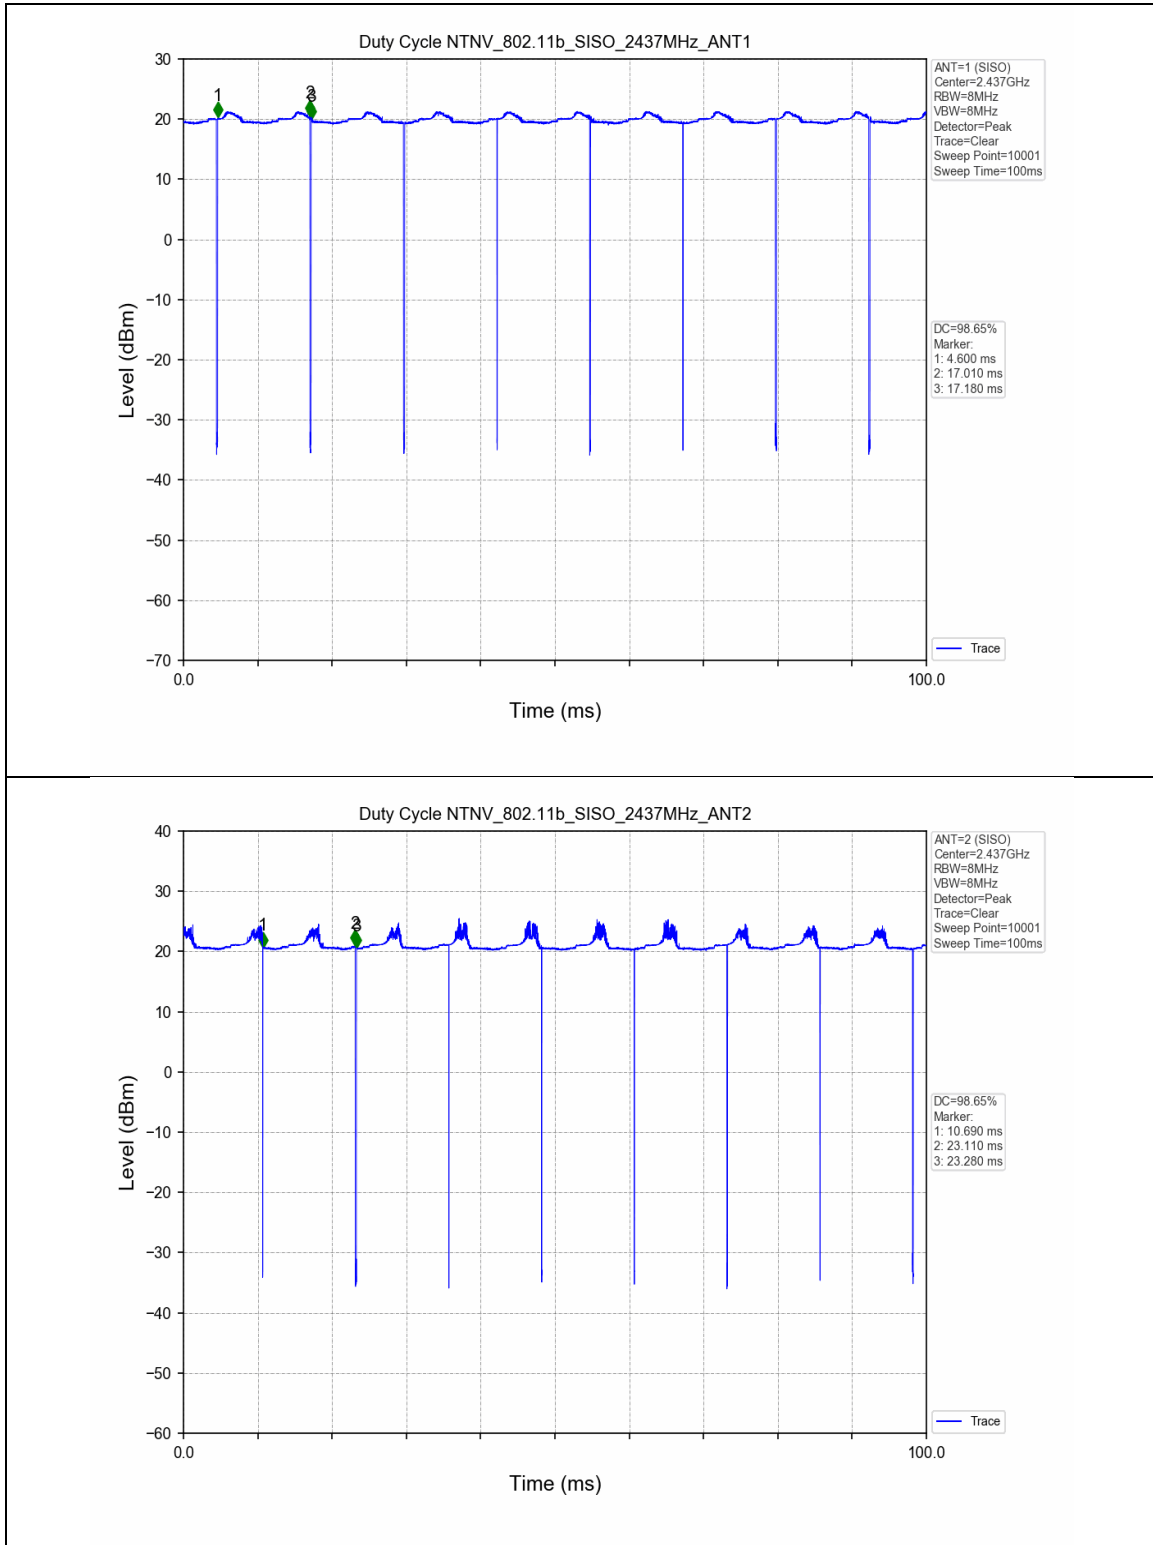 Duty Cycle NTNV_802.11b_SISO_2437MHz_ANT1
30
20
10
0
−10
−20
−30
−40
−50
−60
−70
Level (dBm)
1
2
3
0.0
100.0
Time (ms)
ANT=1 (SISO)
Center=2.437GHz
RBW=8MHz
VBW=8MHz
Detector=Peak
Trace=Clear
Sweep Point=10001
Sweep Time=100ms
DC=98.65%
Marker:
1: 4.600 ms
2: 17.010 ms
3: 17.180 ms
Trace
Duty Cycle NTNV_802.11b_SISO_2437MHz_ANT2
40
30
20
10
0
−10
−20
−30
−40
−50
−60
Level (dBm)
1
2
3
0.0
100.0
Time (ms)
ANT=2 (SISO)
Center=2.437GHz
RBW=8MHz
VBW=8MHz
Detector=Peak
Trace=Clear
Sweep Point=10001
Sweep Time=100ms
DC=98.65%
Marker:
1: 10.690 ms
2: 23.110 ms
3: 23.280 ms
Trace